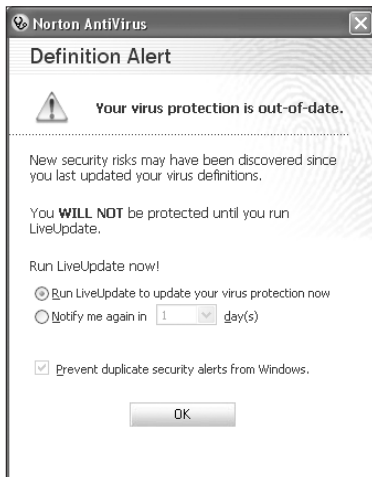 Norton AntiVirus
Definition Alert
Your virus protection is out-of-date.
New security risks may have been discovered since
you last updated your virus definitions.
You WILL NOT be protected until you run
LiveUpdate.
Run LiveUpdate now!
Run LiveUpdate to update your virus protection now
Notify me again in 1 day(s)
Prevent duplicate security alerts from Windows.
OK